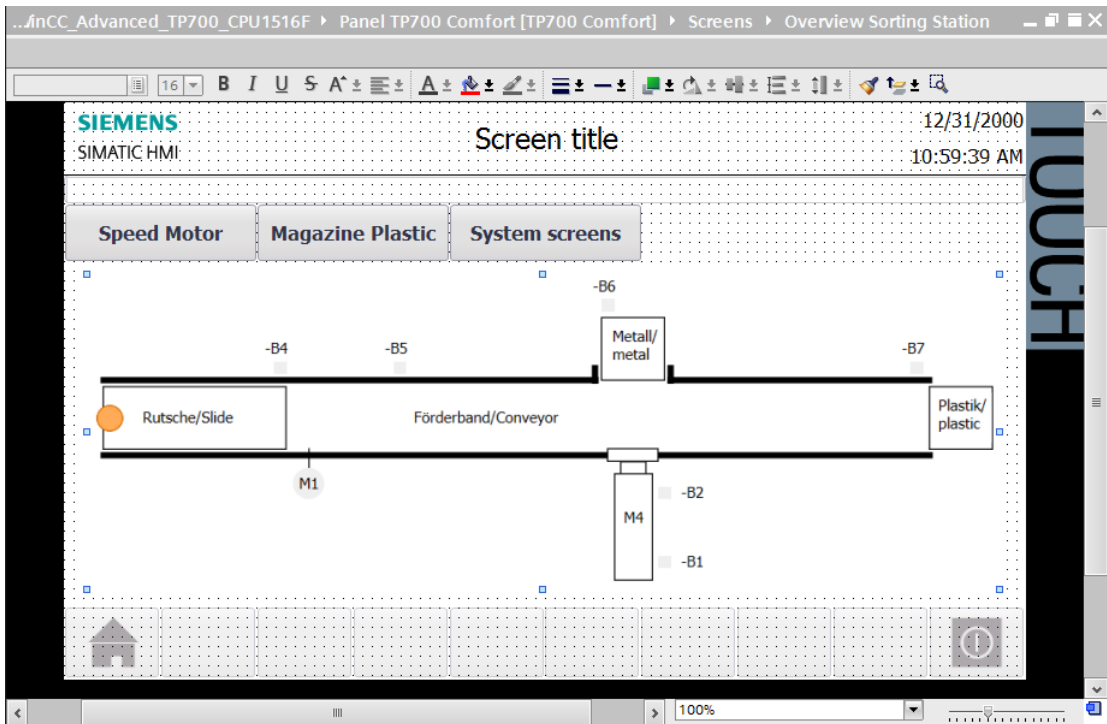 ...inCC_Advanced_TP700_CPU1516F ▸ Panel TP700 Comfort [TP700 Comfort] ▸ Screens ▸ Overview Sorting Station
16
B I U S A A
SIEMENS
SIMATIC HMI
Screen title
12/31/2000
10:59:39 AM
TOUCH
Speed Motor
Magazine Plastic
System screens
-B6
Metall/
metal
-B4
-B5
-B7
Rutsche/Slide
Förderband/Conveyor
Plastik/
plastic
M1
-B2
M4
-B1
100%